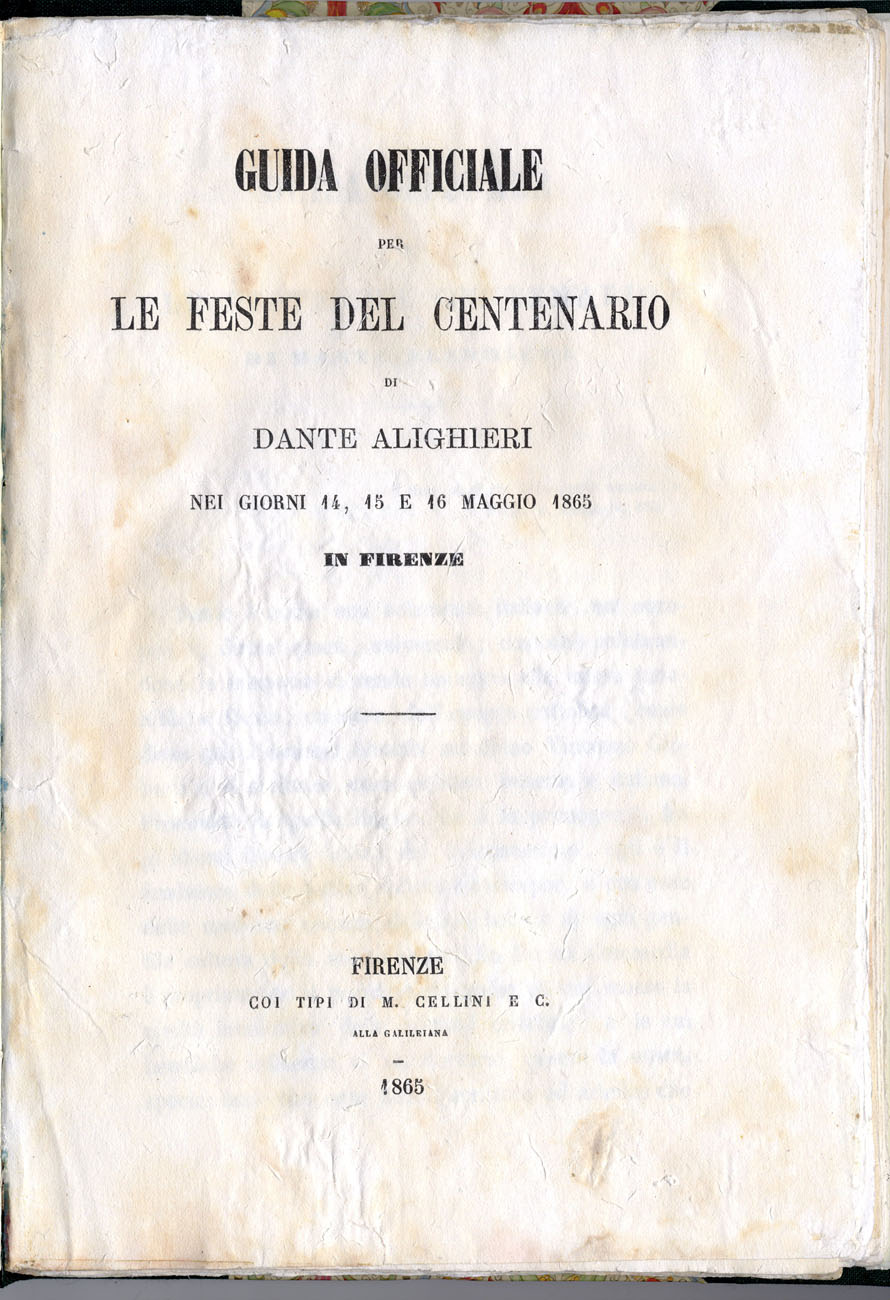 GUIDA OFFICIALE
PER
LE FESTE DEL CENTENARIO
DI
DANTE ALIGHIERI
NEI GIORNI 14, 15 E 16 MAGGIO 1865
IN FIRENZE
FIRENZE
COI TIPI DI M. CELLINI E C.
ALLA GALILEIANA
1865